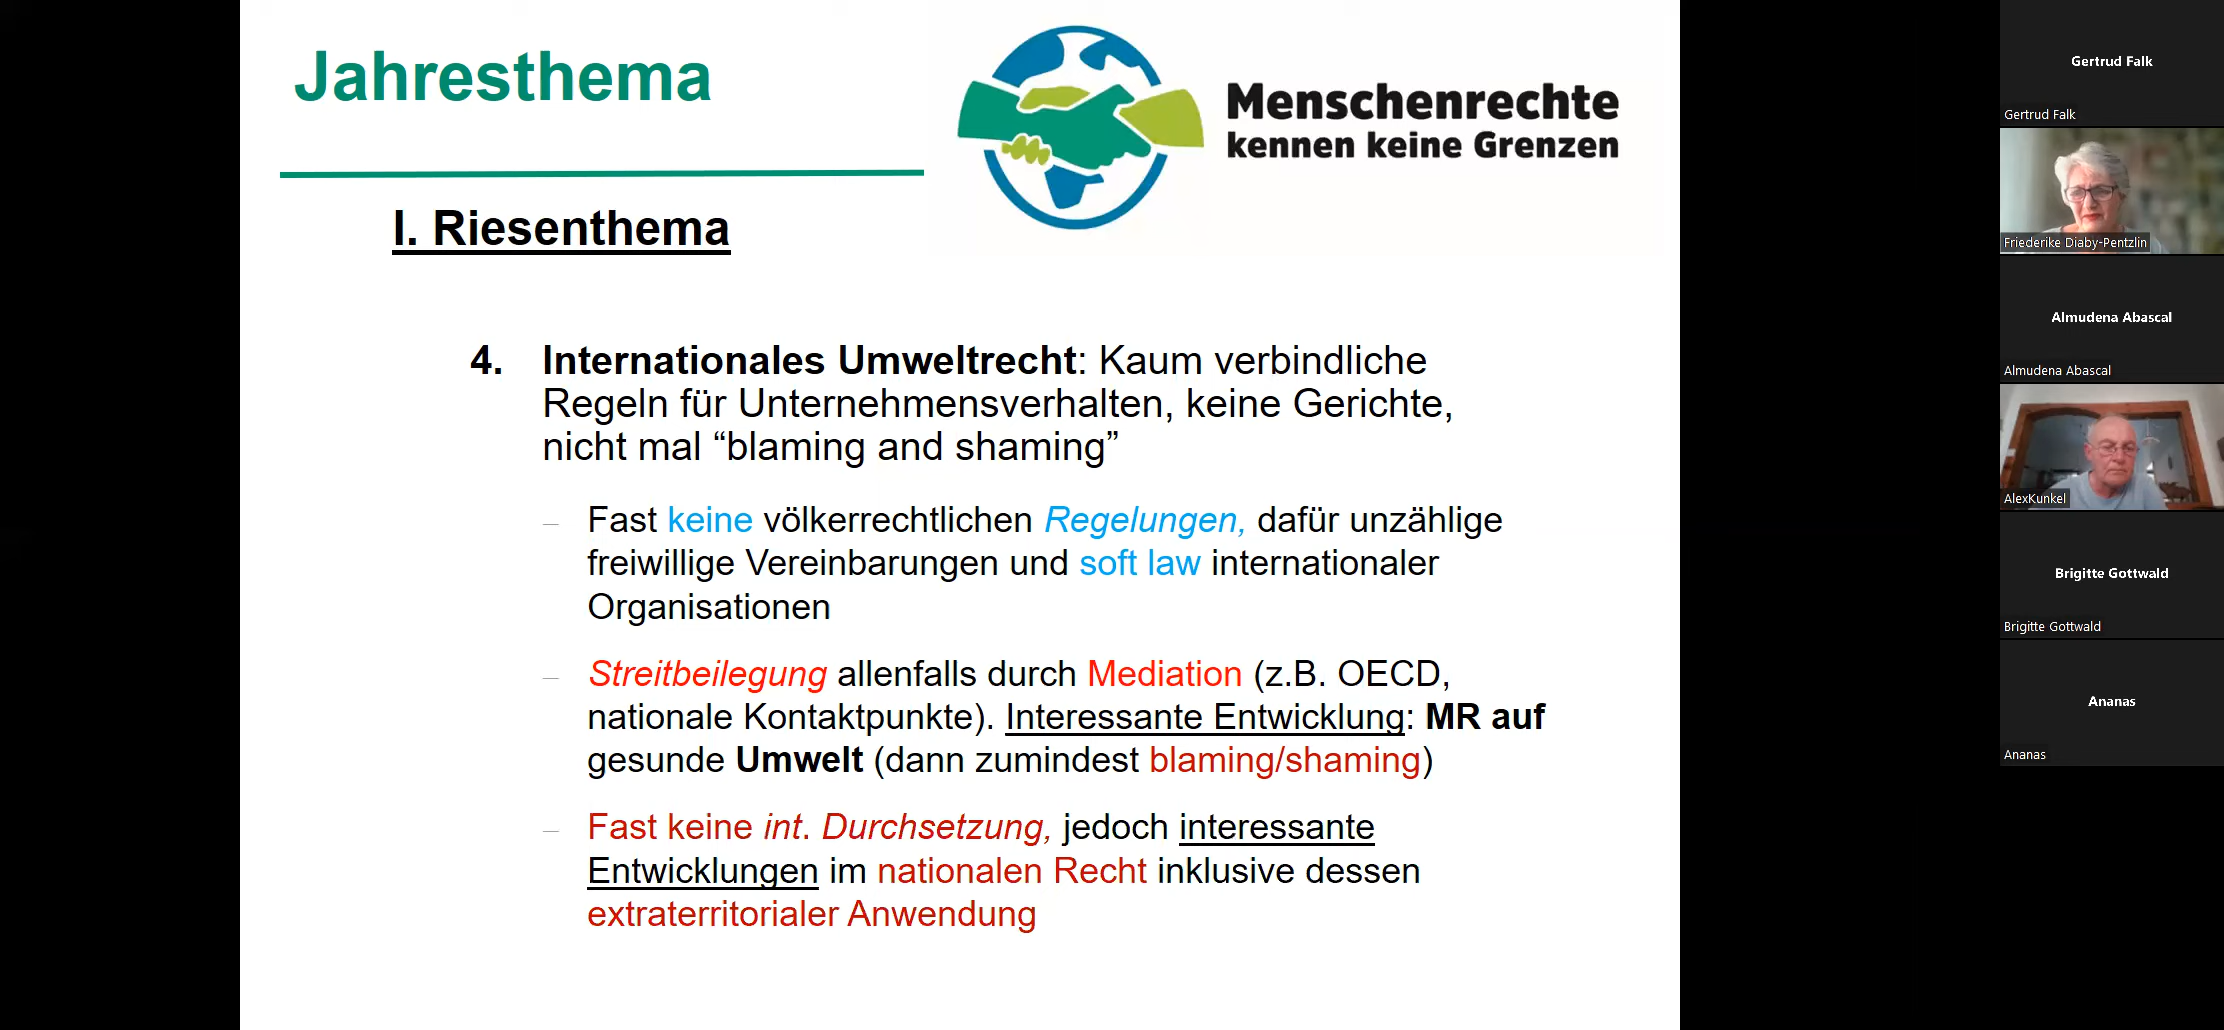 Jahresthema
Menschenrechte
kennen keine Grenzen
I. Riesenthema
4. Internationales Umweltrecht: Kaum verbindliche
Regeln für Unternehmensverhalten, keine Gerichte,
nicht mal “blaming and shaming”
– Fast keine völkerrechtlichen Regelungen, dafür unzählige
freiwillige Vereinbarungen und soft law internationaler
Organisationen
– Streitbeilegung allenfalls durch Mediation (z.B. OECD,
nationale Kontaktpunkte). Interessante Entwicklung: MR auf
gesunde Umwelt (dann zumindest blaming/shaming)
– Fast keine int. Durchsetzung, jedoch interessante
Entwicklungen im nationalen Recht inklusive dessen
extraterritorialer Anwendung
Gertrud Falk
Gertrud Falk
Friederike Diaby-Pentzlin
Almudena Abascal
Almudena Abascal
AlexKunkel
Brigitte Gottwald
Brigitte Gottwald
Ananas
Ananas